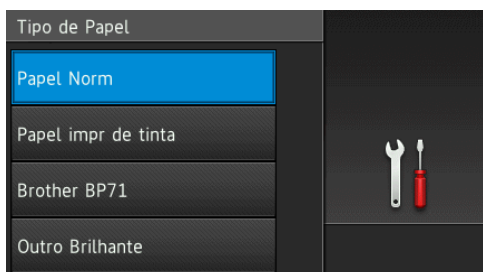 Tipo de Papel
Papel Norm
Papel impr de tinta
Brother BP71
Outro Brilhante